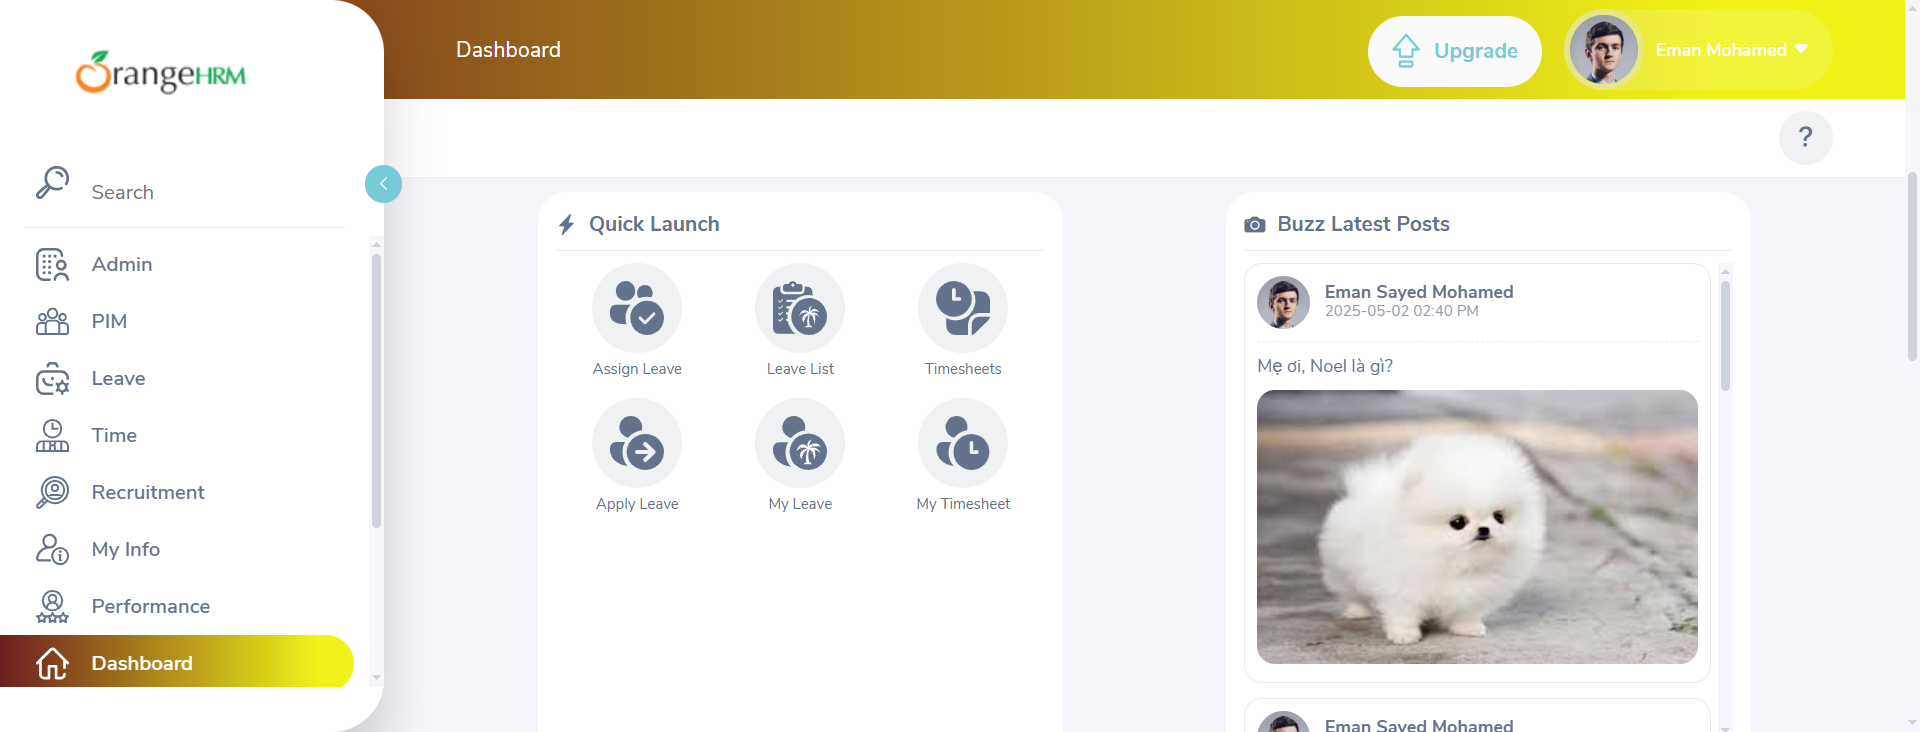 OrangeHRM
Search
Admin
PIM
Leave
Time
Recruitment
My Info
Performance
Dashboard
Dashboard
Upgrade
Eman Mohamed
?
Quick Launch
Assign Leave
Leave List
Timesheets
Apply Leave
My Leave
My Timesheet
Buzz Latest Posts
Eman Sayed Mohamed
2025-05-02 02:40 PM
Mẹ ơi, Noel là gì?
Eman Sayed Mohamed